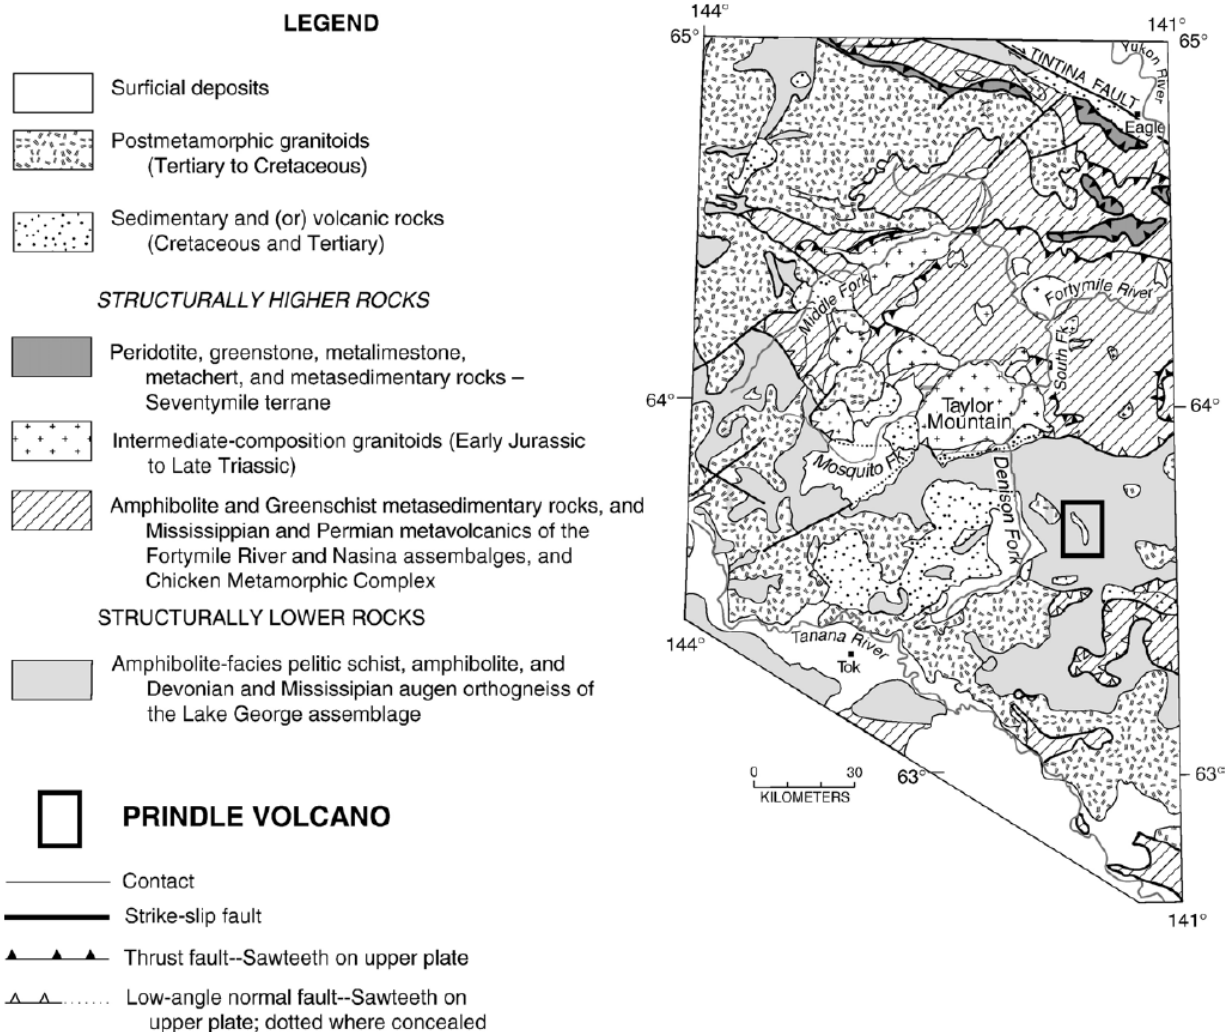 LEGEND
Surficial deposits
Postmetamorphic granitoids
(Tertiary to Cretaceous)
Sedimentary and (or) volcanic rocks
(Cretaceous and Tertiary)
STRUCTURALLY HIGHER ROCKS
Peridotite, greenstone, metalimestone,
metachert, and metasedimentary rocks –
Seventymile terrane
Intermediate-composition granitoids (Early Jurassic
to Late Triassic)
Amphibolite and Greenschist metasedimentary rocks, and
Mississippian and Permian metavolcanics of the
Fortymile River and Nasina assembalges, and
Chicken Metamorphic Complex
STRUCTURALLY LOWER ROCKS
Amphibolite-facies pelitic schist, amphibolite, and
Devonian and Mississipian augen orthogneiss of
the Lake George assemblage
PRINDLE VOLCANO
Contact
Strike-slip fault
Thrust fault--Sawteeth on upper plate
Low-angle normal fault--Sawteeth on
upper plate; dotted where concealed
144°
141°
65°
65°
Yukon River
TINTINA FAULT
Eagle
Middle Fork
Fortymile River
South Fk
64°
64°
Taylor
Mountain
Mosquito Fk
Denison Fork
144°
Tanana River
Tok
0 30
KILOMETERS
63°
63°
141°